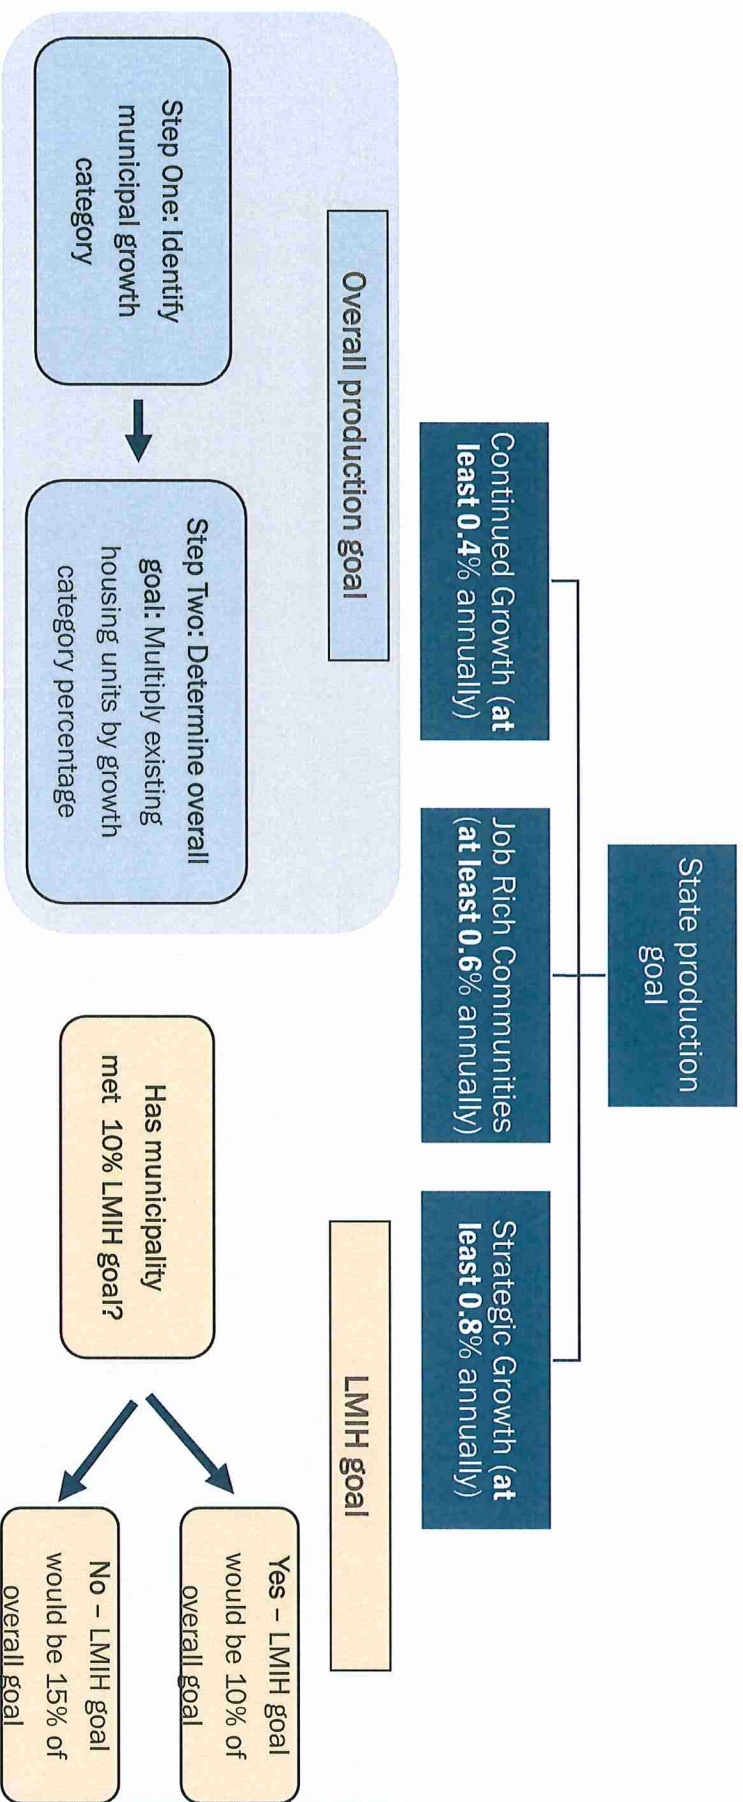 State production
goal
Continued Growth (at
least 0.4% annually)
Job Rich Communities
(at least 0.6% annually)
Strategic Growth (at
least 0.8% annually)
Overall production goal
Step One: Identify
municipal growth
category
Step Two: Determine overall
goal: Multiply existing
housing units by growth
category percentage
LMIH goal
Has municipality
met 10% LMIH goal?
Yes – LMIH goal
would be 10% of
overall goal
No – LMIH goal
would be 15% of
overall goal